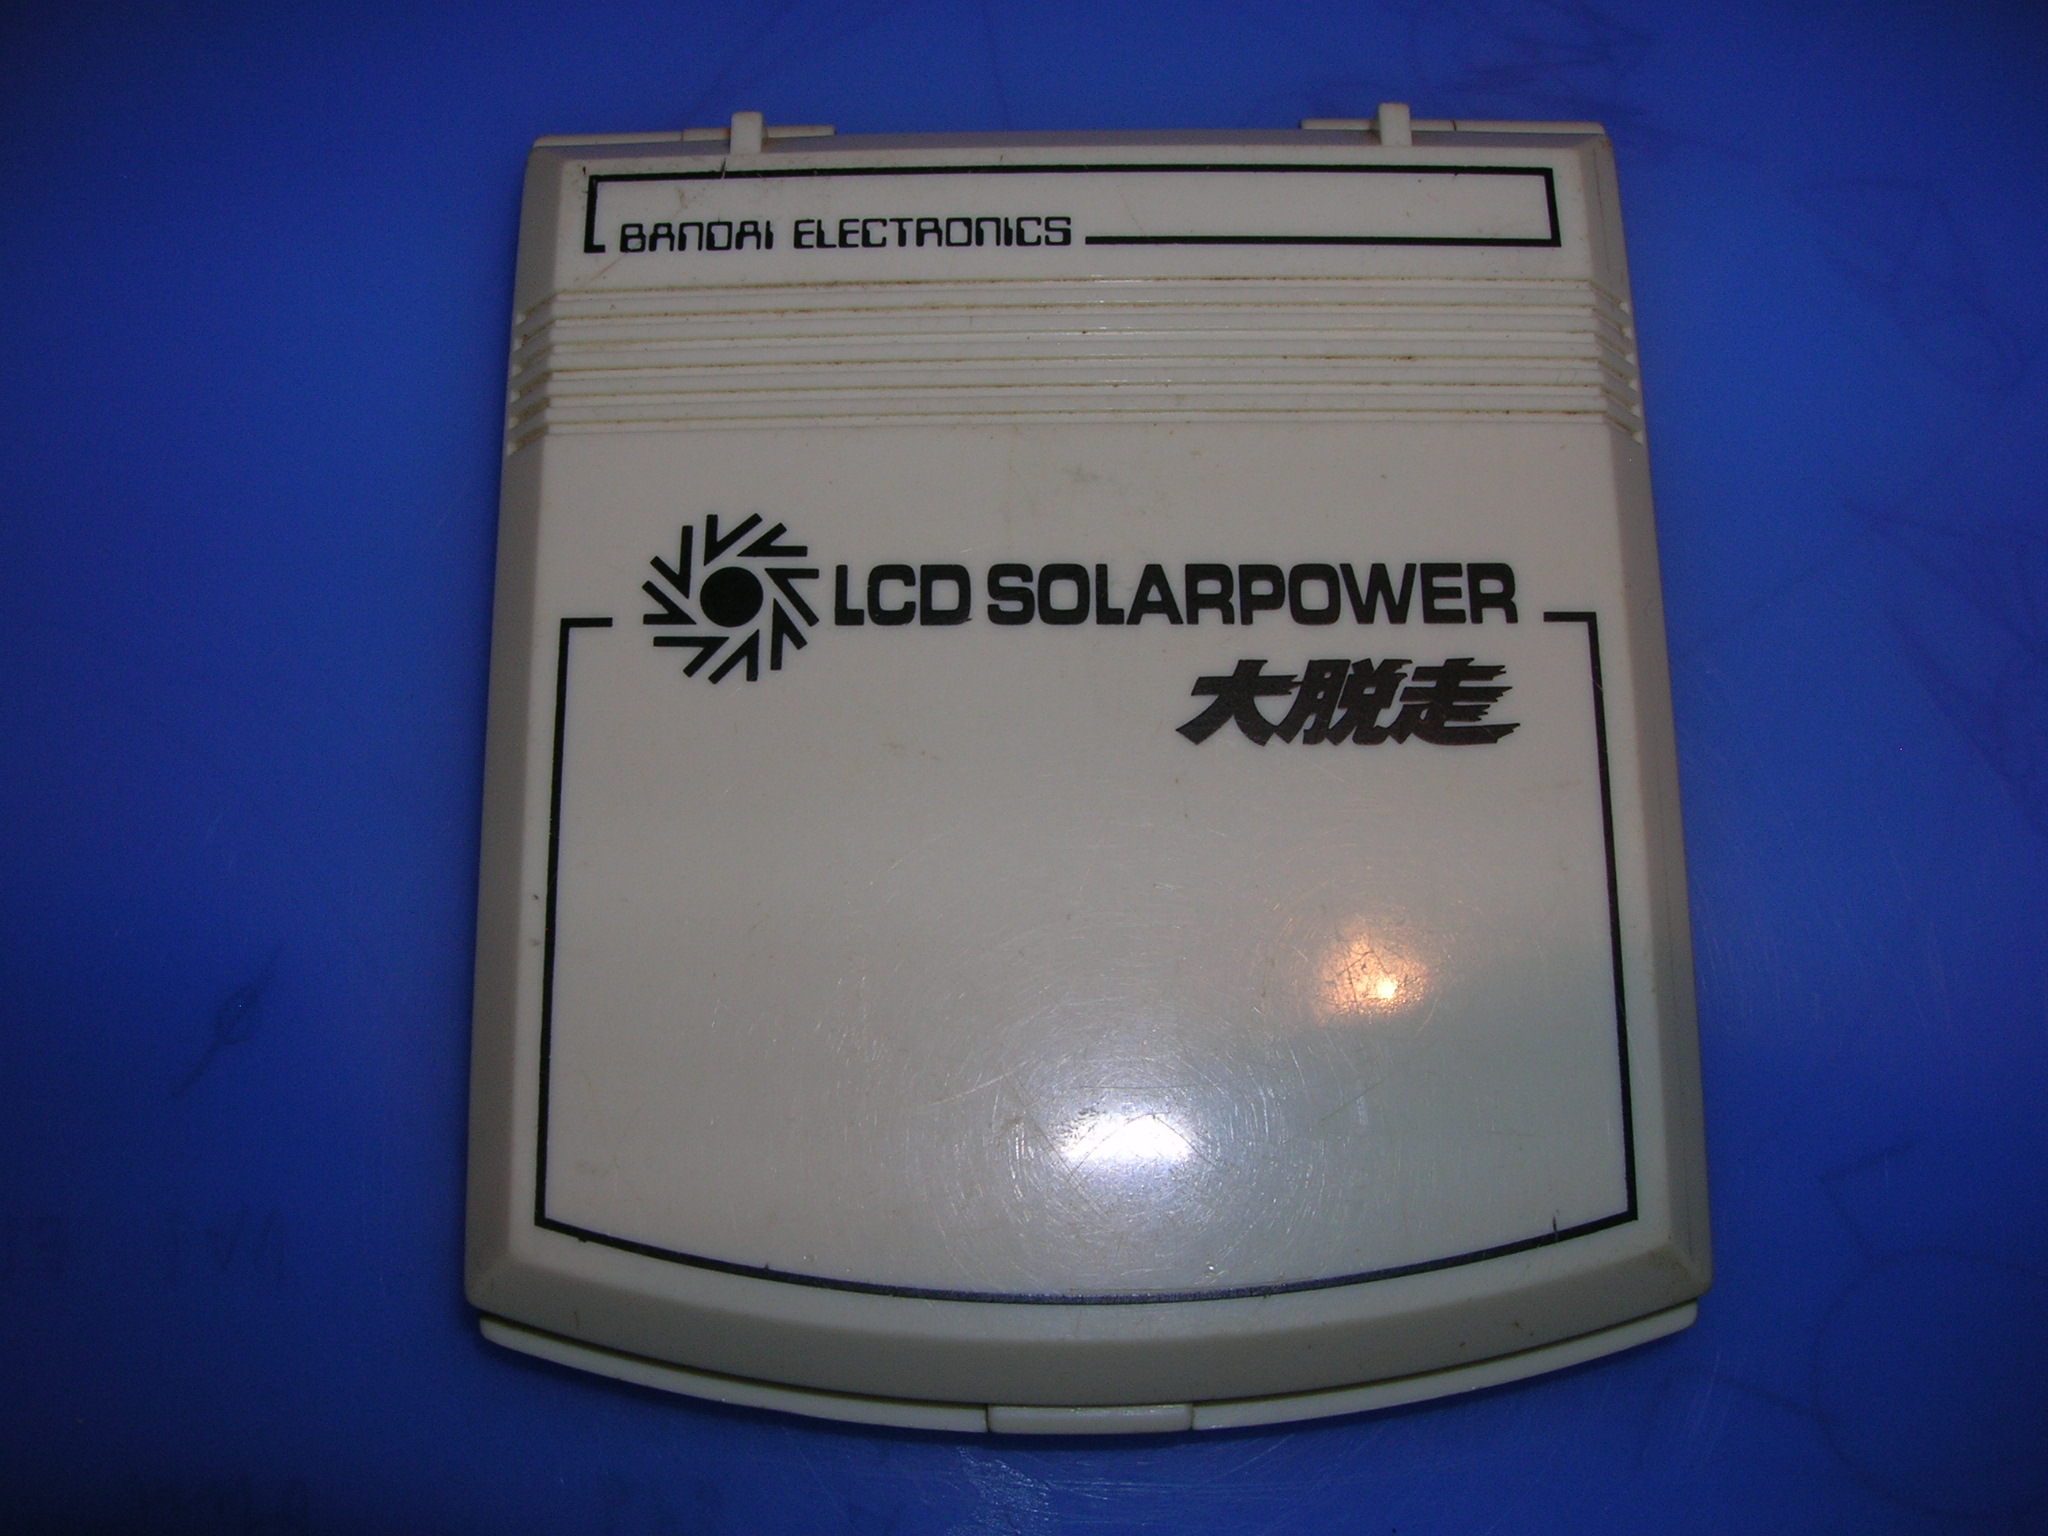 BANDAI ELECTRONICS
LCD SOLARPOWER
大脱走